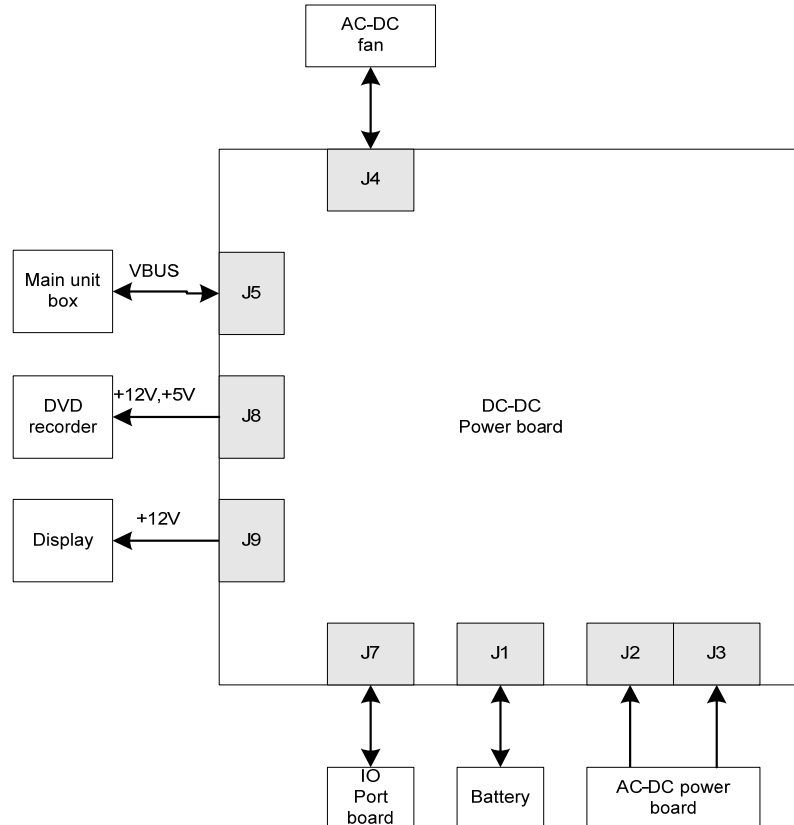 AC-DC
fan
J4
Main unit
box
VBUS
J5
DVD
recorder
+12V,+5V
J8
DC-DC
Power board
Display
+12V
J9
J7
J1
J2
J3
IO
Port
board
Battery
AC-DC power
board